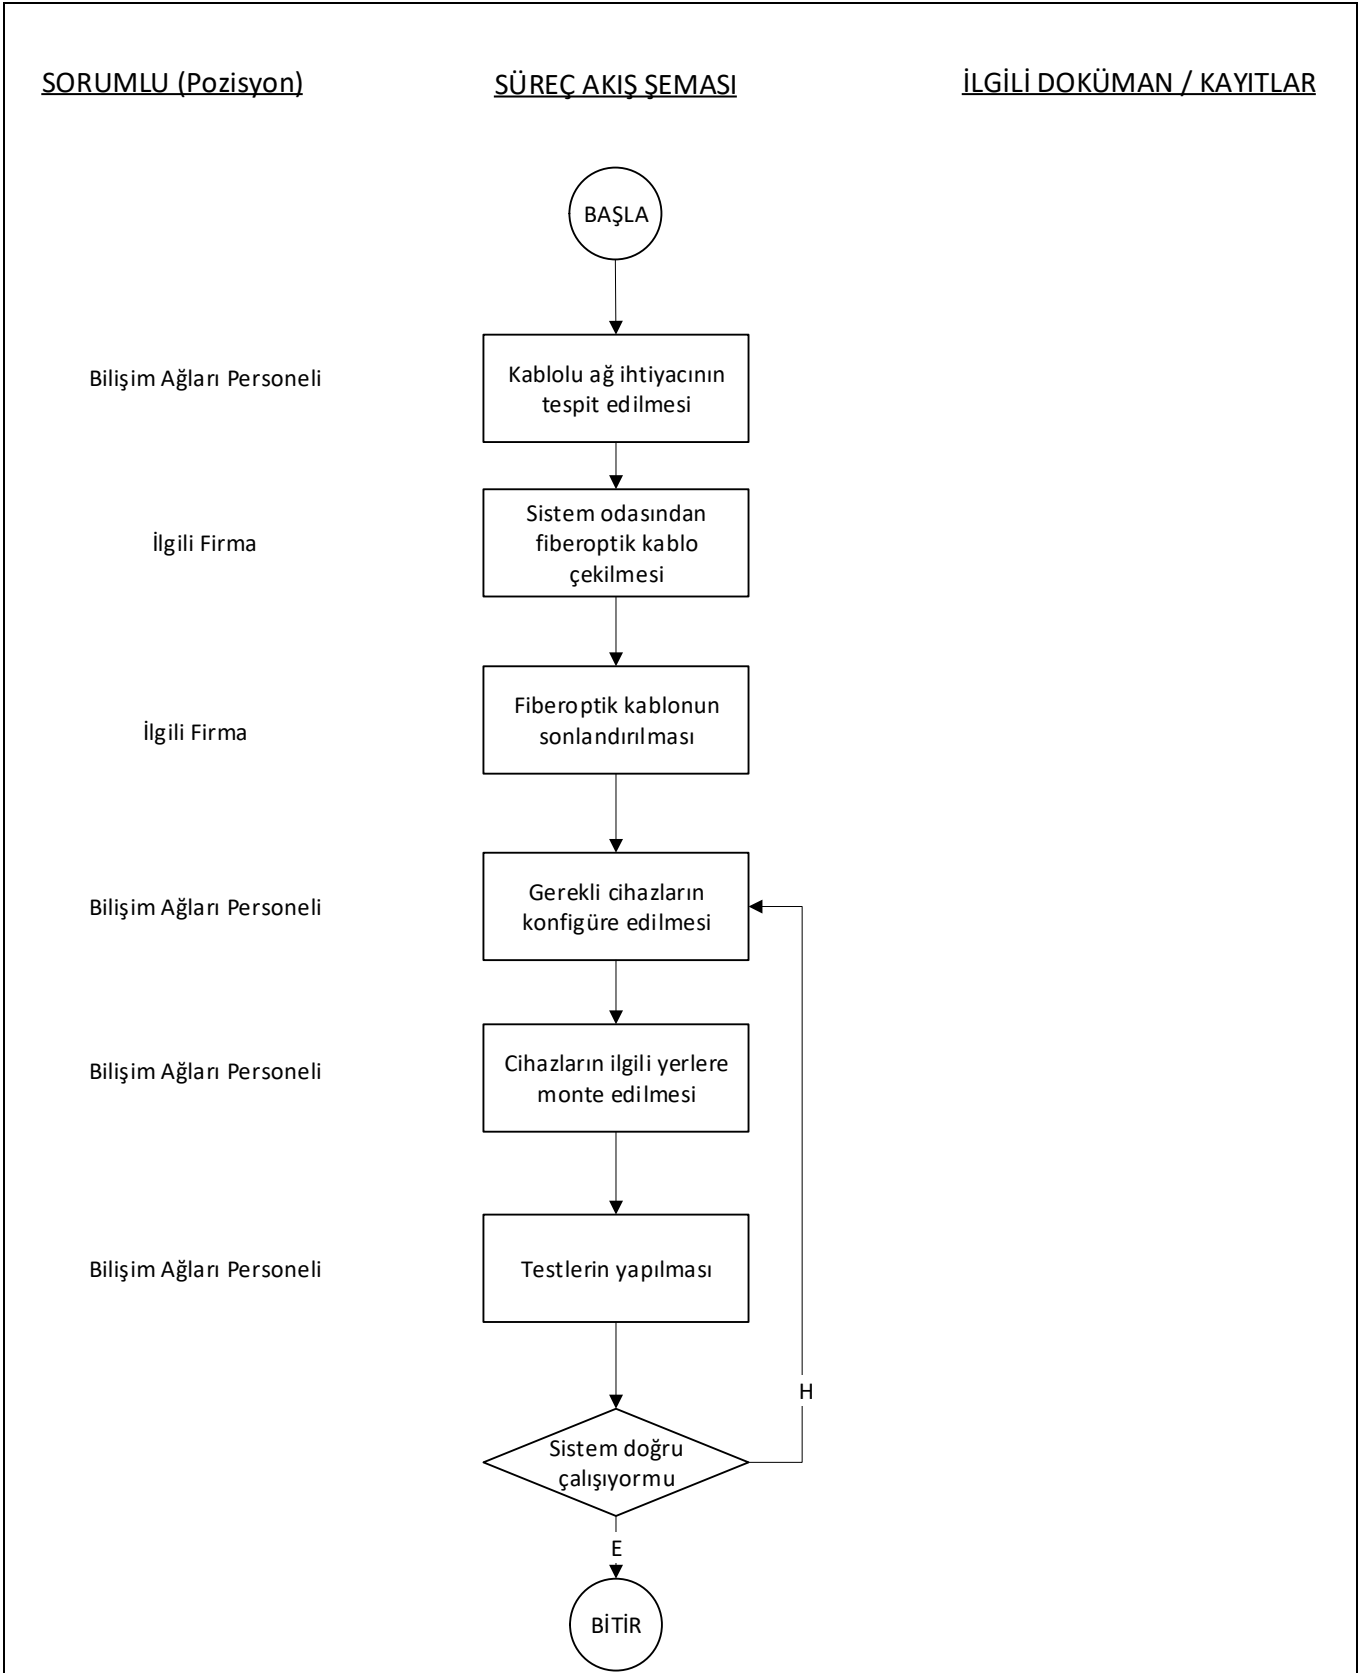 SORUMLU (Pozisyon)
SÜREÇ AKIŞ ŞEMASI
İLGİLİ DOKÜMAN / KAYITLAR
BAŞLA
Bilişim Ağları Personeli
Kablolu ağ ihtiyacının
tespit edilmesi
İlgili Firma
Sistem odasından
fiberoptik kablo
çekilmesi
İlgili Firma
Fiberoptik kablonun
sonlandırılması
Bilişim Ağları Personeli
Gerekli cihazların
konfigüre edilmesi
Bilişim Ağları Personeli
Cihazların ilgili yerlere
monte edilmesi
Bilişim Ağları Personeli
Testlerin yapılması
H
Sistem doğru
çalışıyormu
E
BİTİR